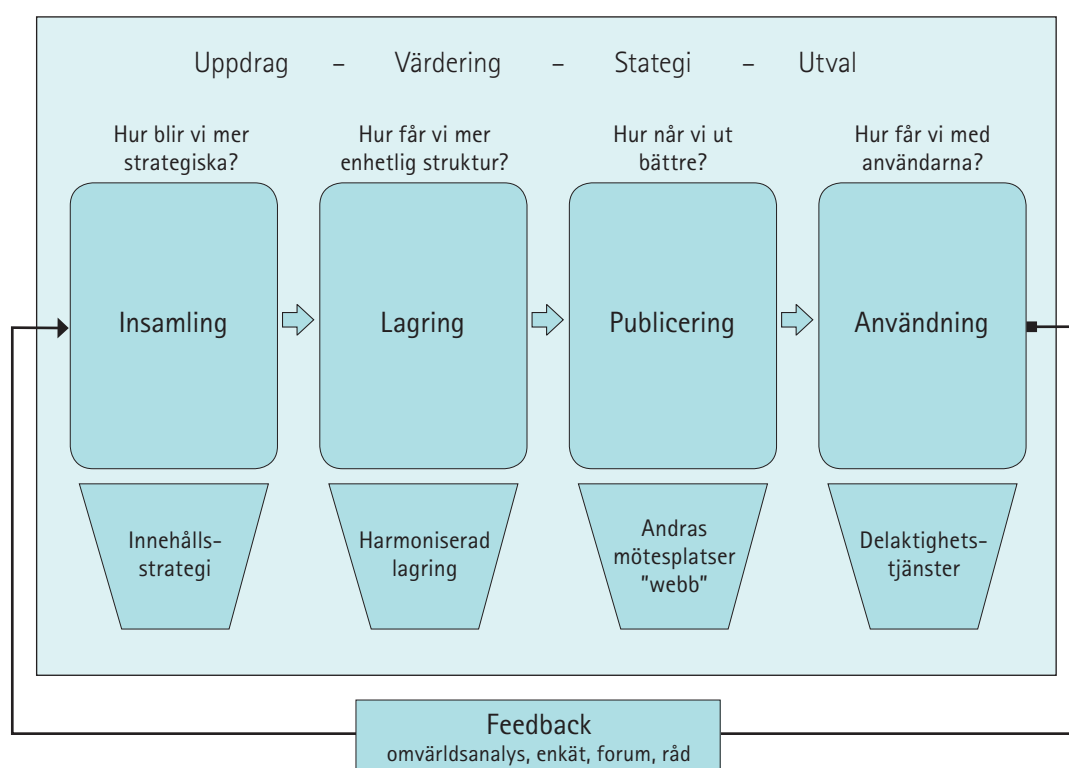 Uppdrag – Värdering – Stategi – Utval
Hur blir vi mer
strategiska?
Hur får vi mer
enhetlig struktur?
Hur når vi ut
bättre?
Hur får vi med
användarna?
Insamling
Lagring
Publicering
Användning
Innehålls-
strategi
Harmoniserad
lagring
Andras
mötesplatser
"webb"
Delaktighets-
tjänster
Feedback
omvärldsanalys, enkät, forum, råd